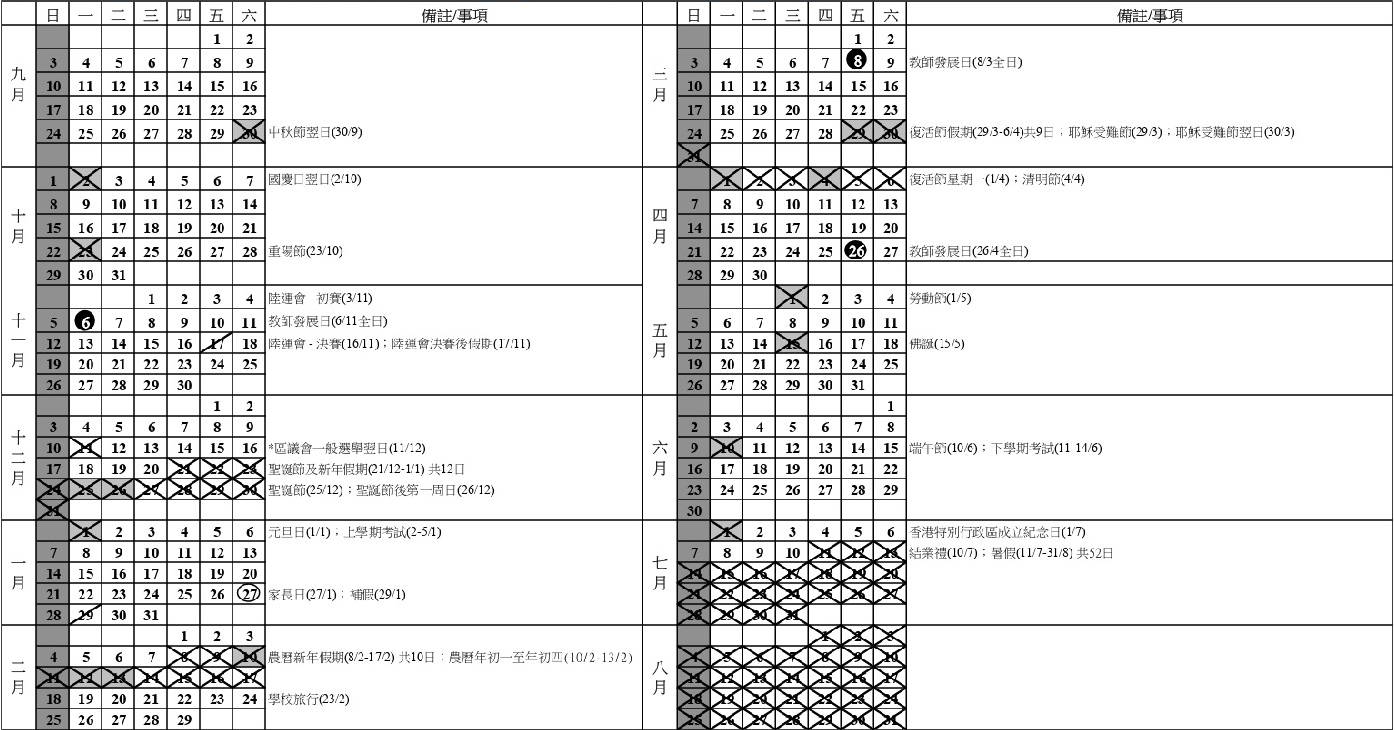 日 一 二 三 四 五 六 備註/事項
九月
1 2
3 4 5 6 7 8 9
10 11 12 13 14 15 16
17 18 19 20 21 22 23
24 25 26 27 28 29 30 中秋節翌日(30/9)
十月
1 2 3 4 5 6 7 國慶日翌日(2/10)
8 9 10 11 12 13 14
15 16 17 18 19 20 21
22 23 24 25 26 27 28 重陽節(23/10)
29 30 31
十一月
1 2 3 4 陸運會 - 初賽(3/11)
5 6 7 8 9 10 11 教師發展日(6/11全日)
12 13 14 15 16 17 18 陸運會 - 決賽(16/11)；陸運會決賽後假期(17/11)
19 20 21 22 23 24 25
26 27 28 29 30
十二月
1 2
3 4 5 6 7 8 9
10 11 12 13 14 15 16 *區議會一般選舉翌日(11/12)
17 18 19 20 21 22 23 聖誕節及新年假期(21/12-1/1) 共12日
24 25 26 27 28 29 30 聖誕節(25/12)；聖誕節後第一周日(26/12)
31
一月
1 2 3 4 5 6 元旦日(1/1)；上學期考試(2-5/1)
7 8 9 10 11 12 13
14 15 16 17 18 19 20
21 22 23 24 25 26 27 家長日(27/1)；補假(29/1)
28 29 30 31
二月
1 2 3
4 5 6 7 8 9 10 農曆新年假期(8/2-17/2) 共10日；農曆年初一至年初四(10/2-13/2)
11 12 13 14 15 16 17
18 19 20 21 22 23 24 學校旅行(23/2)
25 26 27 28 29
日 一 二 三 四 五 六 備註/事項
三月
1 2
3 4 5 6 7 8 9 教師發展日(8/3全日)
10 11 12 13 14 15 16
17 18 19 20 21 22 23
24 25 26 27 28 29 30 復活節假期(29/3-6/4)共9日；耶穌受難節(29/3)；耶穌受難節翌日(30/3)
31
四月
1 2 3 4 5 6 復活節星期一(1/4)；清明節(4/4)
7 8 9 10 11 12 13
14 15 16 17 18 19 20
21 22 23 24 25 26 27 教師發展日(26/4全日)
28 29 30
五月
1 2 3 4 勞動節(1/5)
5 6 7 8 9 10 11
12 13 14 15 16 17 18 佛誕(15/5)
19 20 21 22 23 24 25
26 27 28 29 30 31
六月
1
2 3 4 5 6 7 8
9 10 11 12 13 14 15 端午節(10/6)；下學期考試(11-14/6)
16 17 18 19 20 21 22
23 24 25 26 27 28 29
30
七月
1 2 3 4 5 6 香港特別行政區成立紀念日(1/7)
7 8 9 10 11 12 13 結業禮(10/7)；暑假(11/7-31/8) 共52日
14 15 16 17 18 19 20
21 22 23 24 25 26 27
28 29 30 31
八月
1 2 3
4 5 6 7 8 9 10
11 12 13 14 15 16 17
18 19 20 21 22 23 24
25 26 27 28 29 30 31